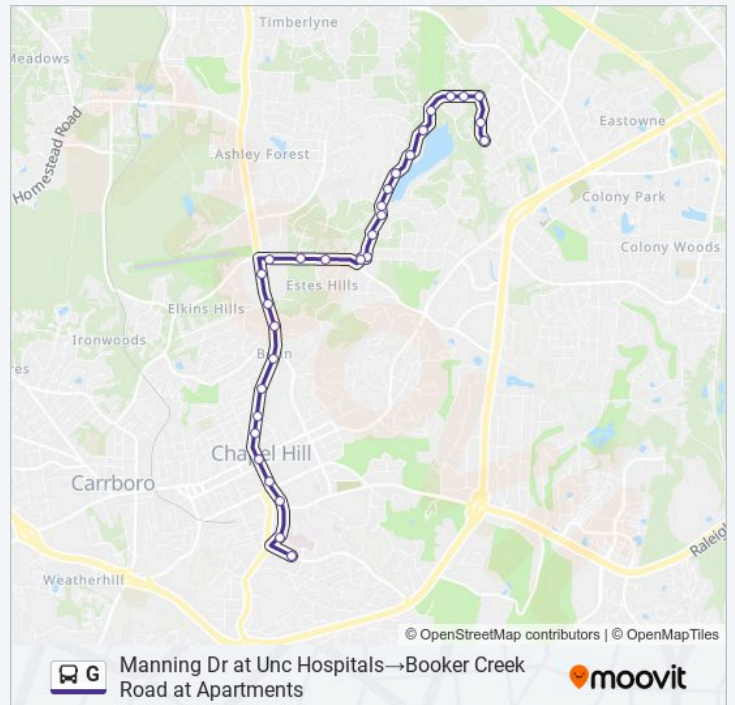 Timberlyne
Meadows
Homestead Road
Eastowne
Ashley Forest
Colony Park
Colony Woods
Estes Hills
Elkins Hills
Ironwoods
res
Chapel Hill
Carrboro
Raleigh
Weatherhill
© OpenStreetMap contributors | © OpenMapTiles
G
Manning Dr at Unc Hospitals→Booker Creek
Road at Apartments
moovit